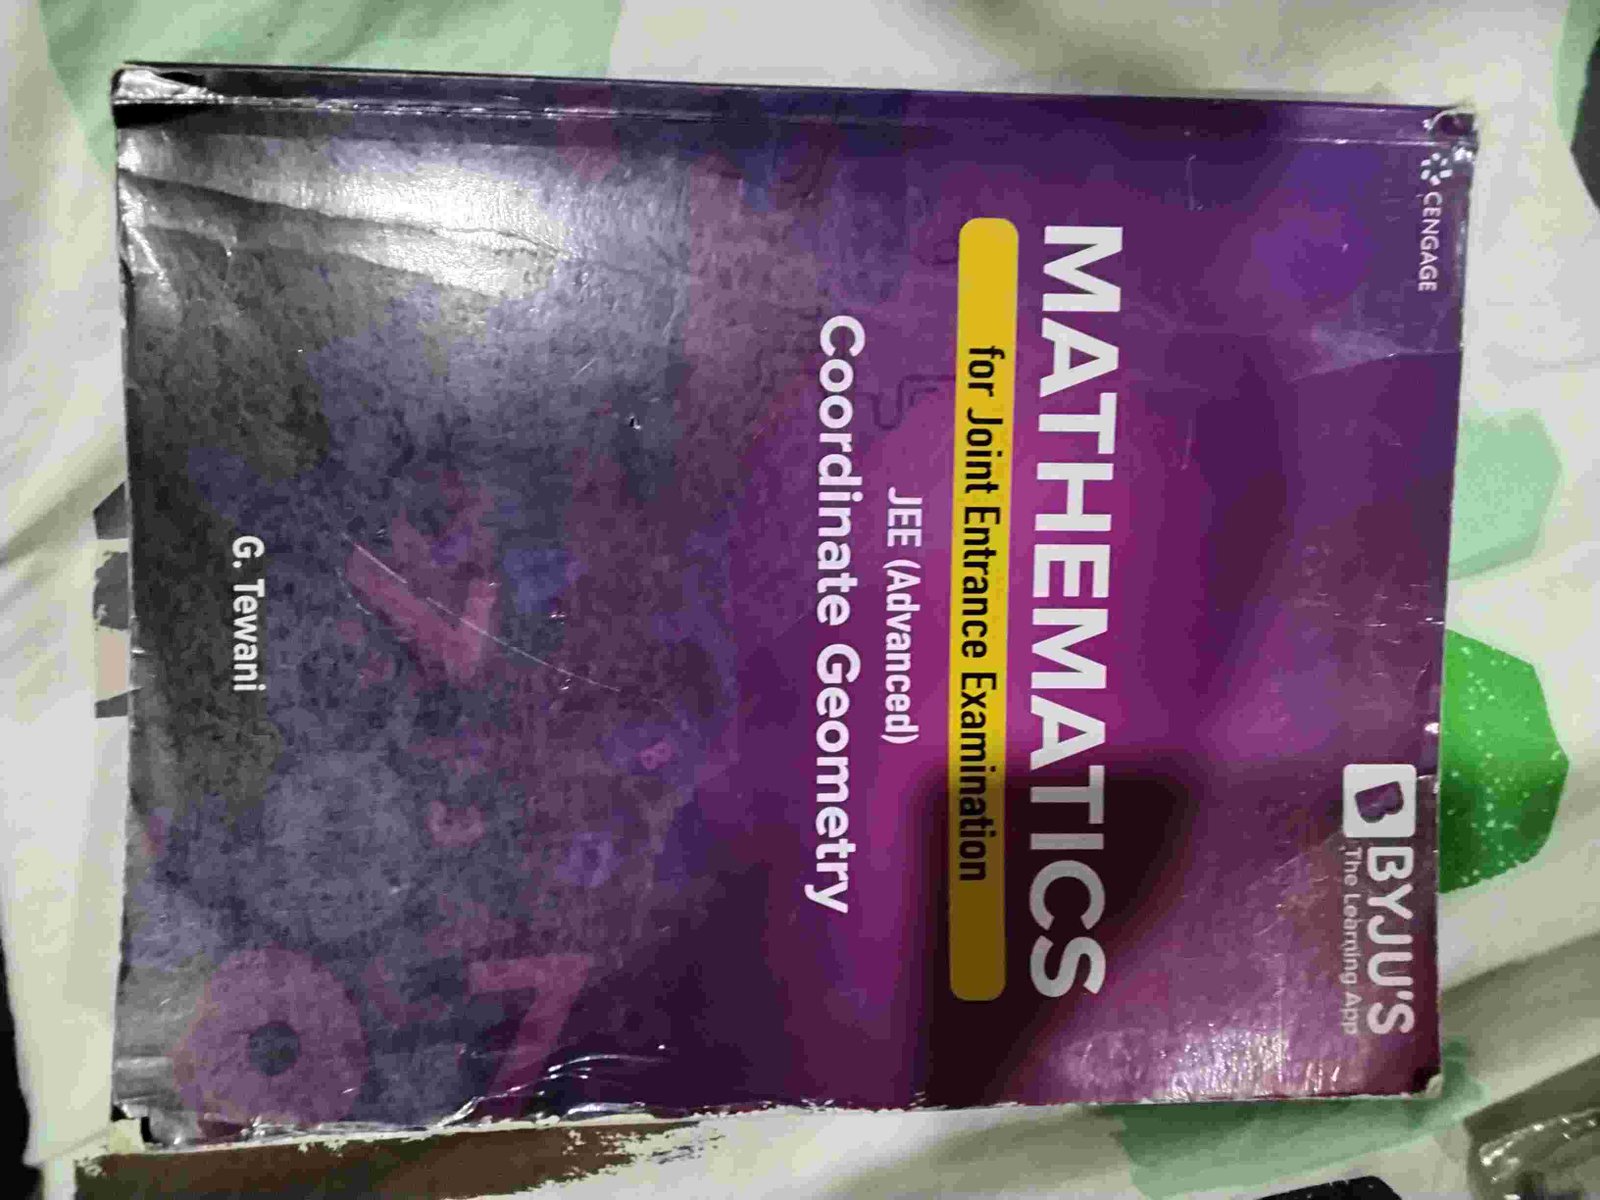 CENGAGE
BYJU'S
The Learning App
MATHEMATICS
for Joint Entrance Examination
JEE (Advanced)
Coordinate Geometry
G. Tewani